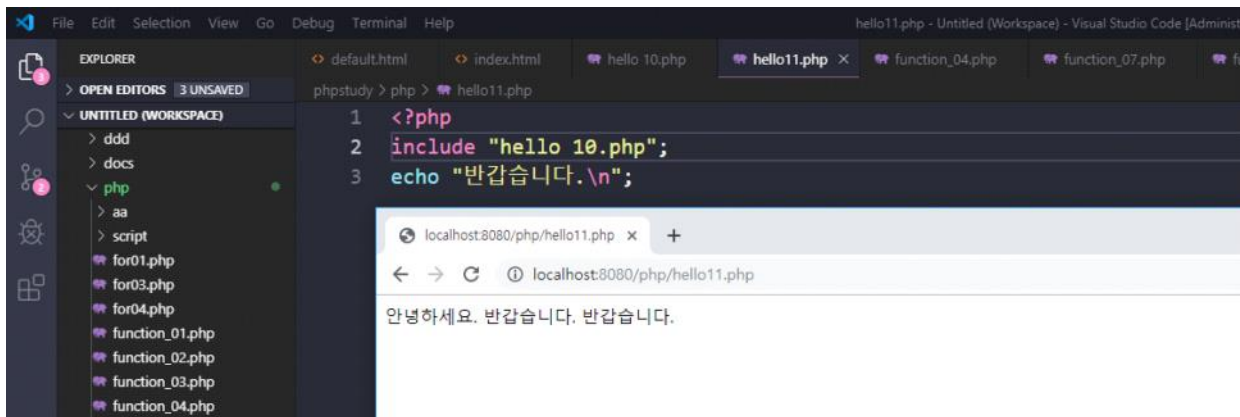 File Edit Selection View Go Debug Terminal Help hello11.php - Untitled (Workspace) - Visual Studio Code [Administ
EXPLORER
default.html index.html hello 10.php hello11.php function_04.php function_07.php
OPEN EDITORS 3 UNSAVED
phpstudy > php > hello11.php
UNTITLED (WORKSPACE)
ddd
docs
php
aa
script
for01.php
for03.php
for04.php
function_01.php
function_02.php
function_03.php
function_04.php
3
2
1 <?php
2 include "hello 10.php";
3 echo "반갑습니다.\n";
localhost:8080/php/hello11.php
localhost:8080/php/hello11.php
안녕하세요. 반갑습니다. 반갑습니다.